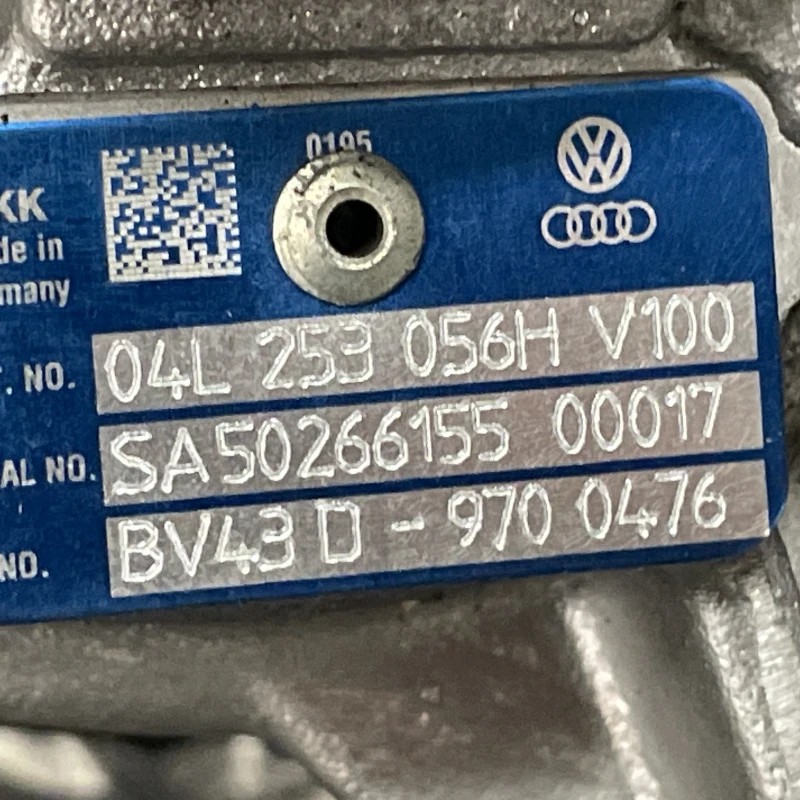 0195
KK
de in
many
. NO. 04L 253 056H V100
AL NO. SA50266155 00017
NO. BV43D - 970 0476